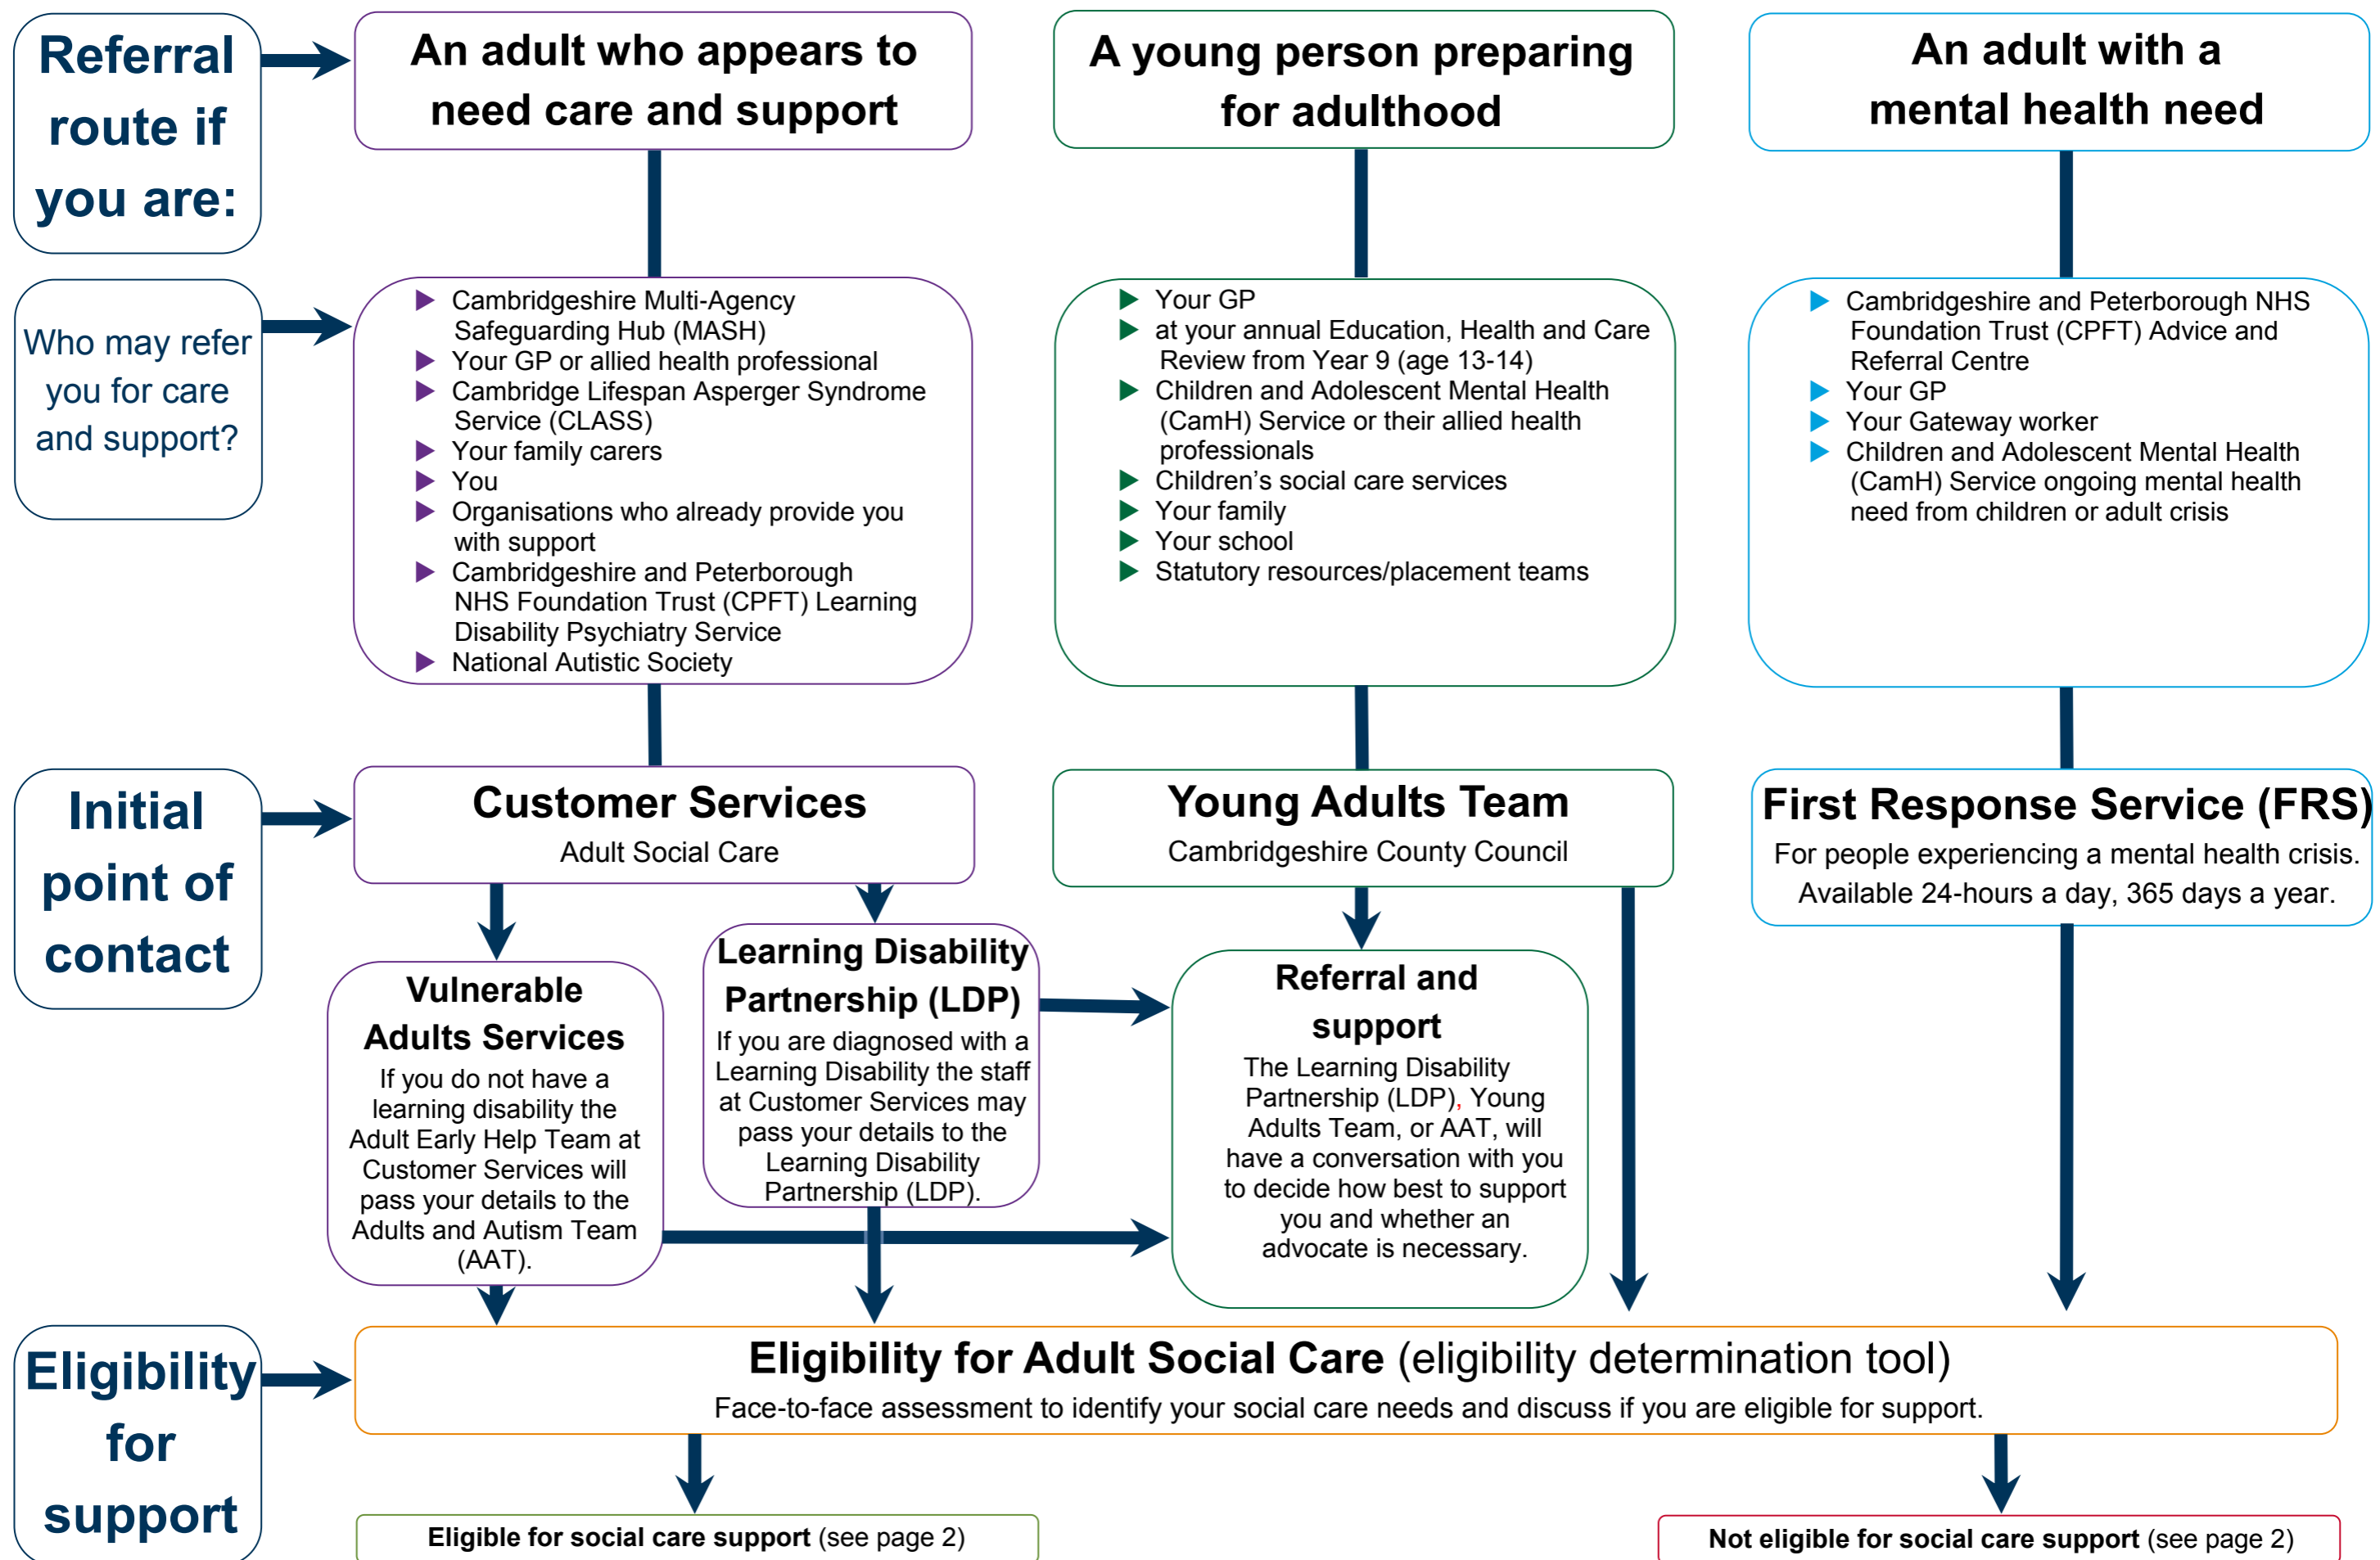 Referral
route if
you are:
An adult who appears to
need care and support
A young person preparing
for adulthood
An adult with a
mental health need
Who may refer
you for care
and support?
Cambridgeshire Multi-Agency
Safeguarding Hub (MASH)
Your GP or allied health professional
Cambridge Lifespan Asperger Syndrome
Service (CLASS)
Your family carers
You
Organisations who already provide you
with support
Cambridgeshire and Peterborough
NHS Foundation Trust (CPFT) Learning
Disability Psychiatry Service
National Autistic Society
Your GP
at your annual Education, Health and Care
Review from Year 9 (age 13-14)
Children and Adolescent Mental Health
(CamH) Service or their allied health
professionals
Children's social care services
Your family
Your school
Statutory resources/placement teams
Cambridgeshire and Peterborough NHS
Foundation Trust (CPFT) Advice and
Referral Centre
Your GP
Your Gateway worker
Children and Adolescent Mental Health
(CamH) Service ongoing mental health
need from children or adult crisis
Initial
point of
contact
Customer Services
Adult Social Care
Young Adults Team
Cambridgeshire County Council
First Response Service (FRS)
For people experiencing a mental health crisis.
Available 24-hours a day, 365 days a year.
Vulnerable
Adults Services
If you do not have a
learning disability the
Adult Early Help Team at
Customer Services will
pass your details to the
Adults and Autism Team
(AAT).
Learning Disability
Partnership (LDP)
If you are diagnosed with a
Learning Disability the staff
at Customer Services may
pass your details to the
Learning Disability
Partnership (LDP).
Referral and
support
The Learning Disability
Partnership (LDP), Young
Adults Team, or AAT, will
have a conversation with you
to decide how best to support
you and whether an
advocate is necessary.
Eligibility
for
support
Eligibility for Adult Social Care (eligibility determination tool)
Face-to-face assessment to identify your social care needs and discuss if you are eligible for support.
Eligible for social care support (see page 2)
Not eligible for social care support (see page 2)